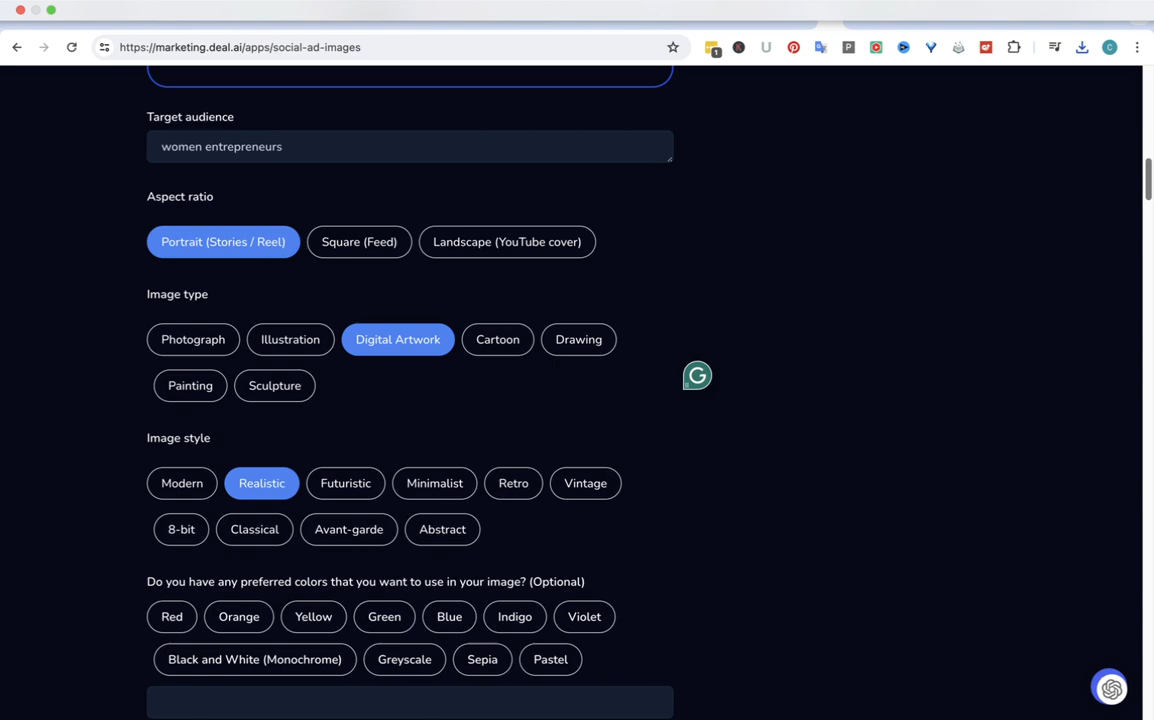 https://marketing.deal.ai/apps/social-ad-images
1
K
U
P
C
Target audience
women entrepreneurs
Aspect ratio
Portrait (Stories / Reel) Square (Feed) Landscape (YouTube cover)
Image type
Photograph Illustration Digital Artwork Cartoon Drawing
Painting Sculpture
G
Image style
Modern Realistic Futuristic Minimalist Retro Vintage
8-bit Classical Avant-garde Abstract
Do you have any preferred colors that you want to use in your image? (Optional)
Red Orange Yellow Green Blue Indigo Violet
Black and White (Monochrome) Greyscale Sepia Pastel